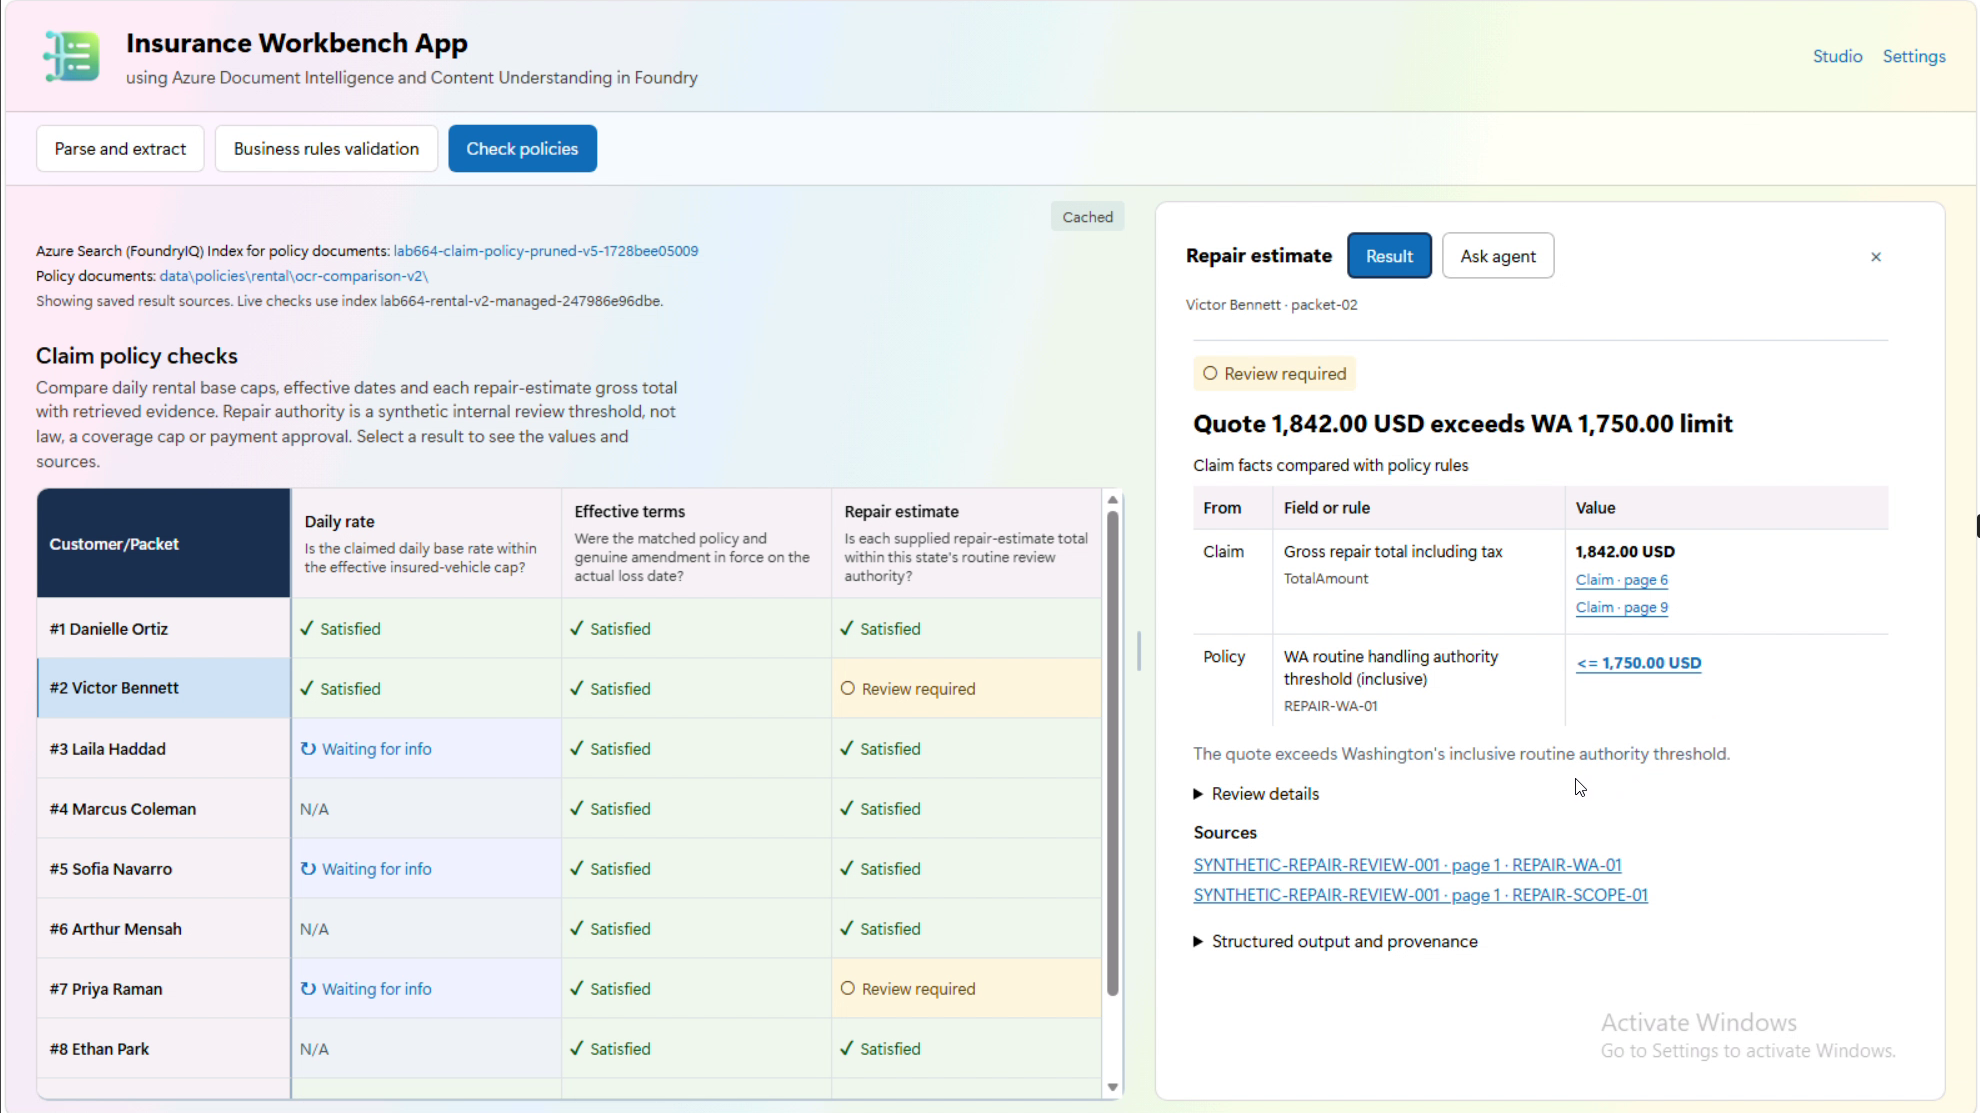 Insurance Workbench App
using Azure Document Intelligence and Content Understanding in Foundry
Studio Settings
Parse and extract
Business rules validation
Check policies
Cached
Azure Search (FoundryIQ) Index for policy documents: lab664-claim-policy-pruned-v5-1728bee05009
Policy documents: data\policies\rental\ocr-comparison-v2\
Showing saved result sources. Live checks use index lab664-rental-v2-managed-247986e96dbe.
Claim policy checks
Compare daily rental base caps, effective dates and each repair-estimate gross total
with retrieved evidence. Repair authority is a synthetic internal review threshold, not
law, a coverage cap or payment approval. Select a result to see the values and
sources.
Customer/Packet
Daily rate
Is the claimed daily base rate within
the effective insured-vehicle cap?
Effective terms
Were the matched policy and
genuine amendment in force on the
actual loss date?
Repair estimate
Is each supplied repair-estimate total
within this state's routine review
authority?
#1 Danielle Ortiz ✓ Satisfied ✓ Satisfied ✓ Satisfied
#2 Victor Bennett ✓ Satisfied ✓ Satisfied Review required
#3 Laila Haddad Waiting for info ✓ Satisfied ✓ Satisfied
#4 Marcus Coleman N/A ✓ Satisfied ✓ Satisfied
#5 Sofia Navarro Waiting for info ✓ Satisfied ✓ Satisfied
#6 Arthur Mensah N/A ✓ Satisfied ✓ Satisfied
#7 Priya Raman Waiting for info ✓ Satisfied Review required
#8 Ethan Park N/A ✓ Satisfied ✓ Satisfied
Repair estimate
Result
Ask agent
×
Victor Bennett · packet-02
Review required
Quote 1,842.00 USD exceeds WA 1,750.00 limit
Claim facts compared with policy rules
From Field or rule Value
Claim Gross repair total including tax 1,842.00 USD
TotalAmount Claim · page 6
Claim · page 9
Policy WA routine handling authority <= 1,750.00 USD
threshold (inclusive)
REPAIR-WA-01
The quote exceeds Washington's inclusive routine authority threshold.
Review details
Sources
SYNTHETIC-REPAIR-REVIEW-001 · page 1 · REPAIR-WA-01
SYNTHETIC-REPAIR-REVIEW-001 · page 1 · REPAIR-SCOPE-01
Structured output and provenance
Activate Windows
Go to Settings to activate Windows.